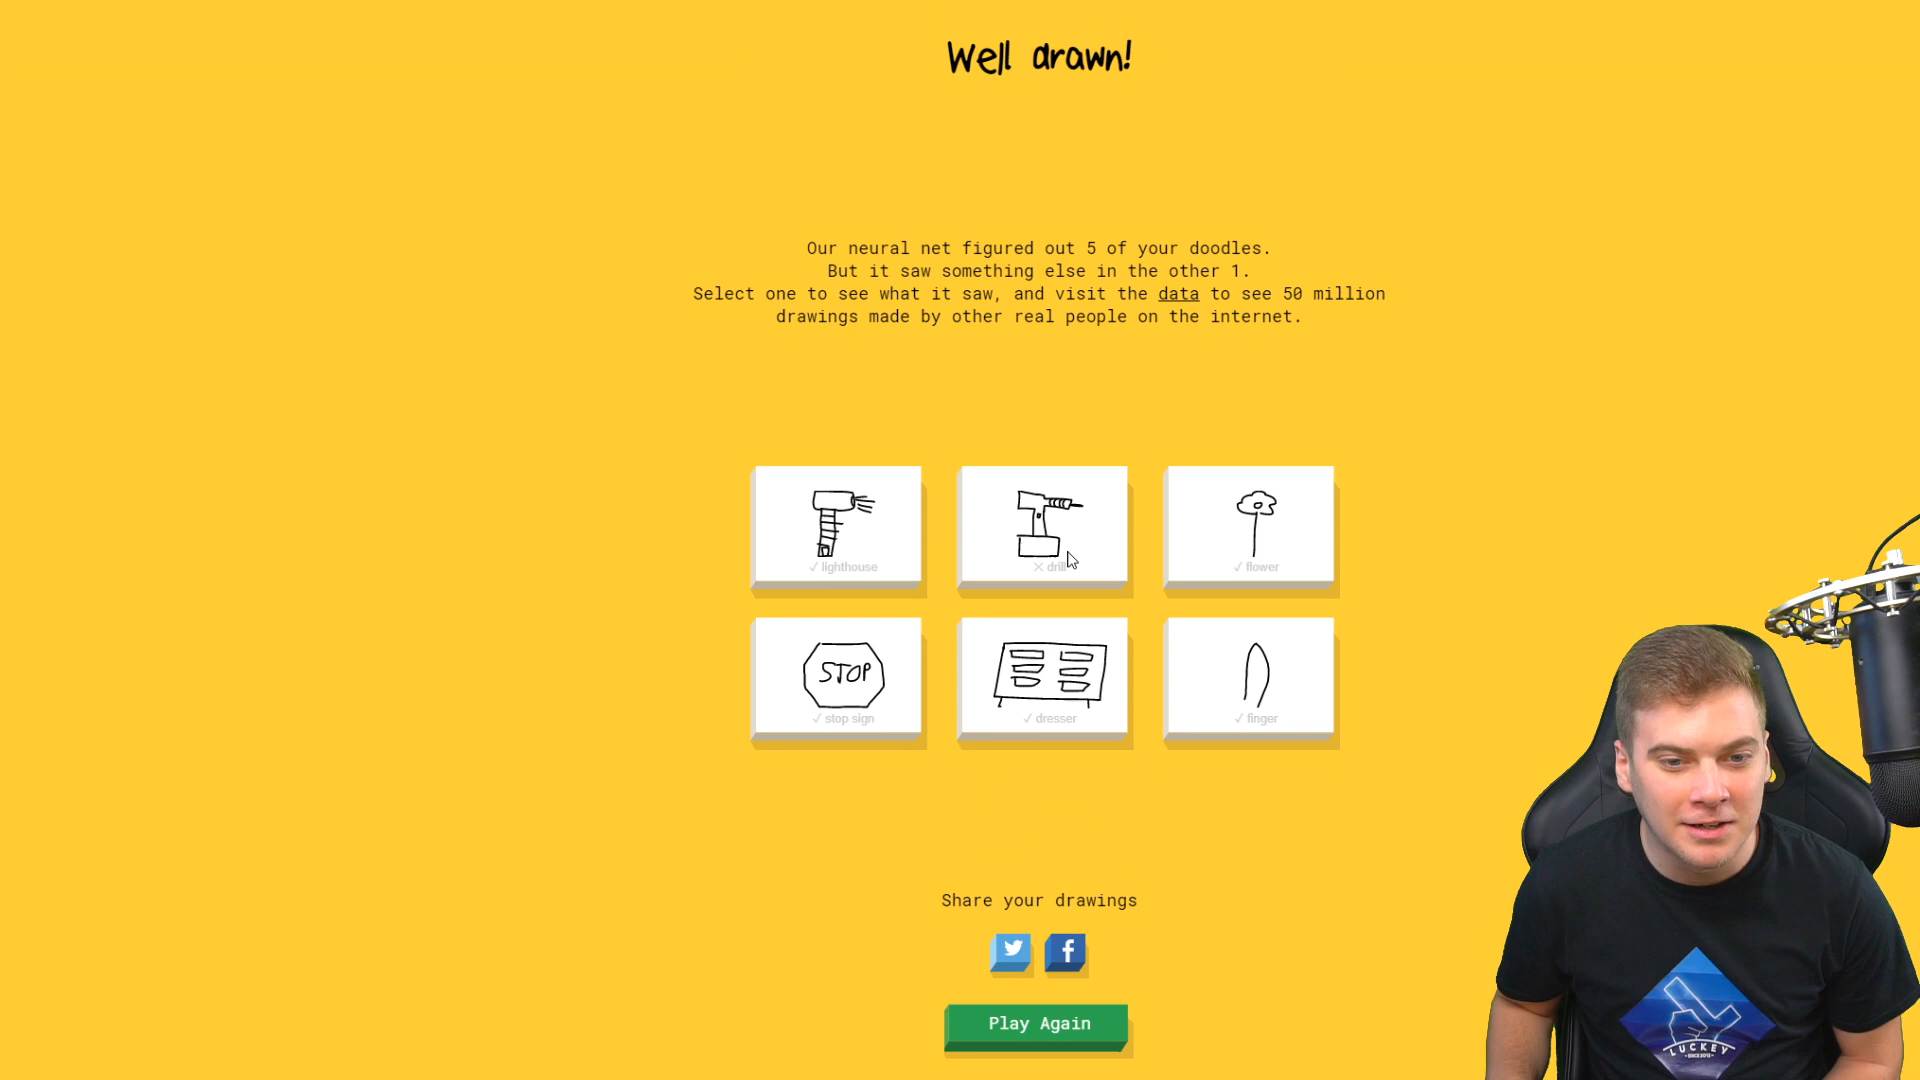 Well drawn!
Our neural net figured out 5 of your doodles.
But it saw something else in the other 1.
Select one to see what it saw, and visit the data to see 50 million
drawings made by other real people on the internet.
✓ lighthouse
✕ drill
✓ flower
STOP
✓ stop sign
✓ dresser
✓ finger
Share your drawings
Play Again
LUCKEY